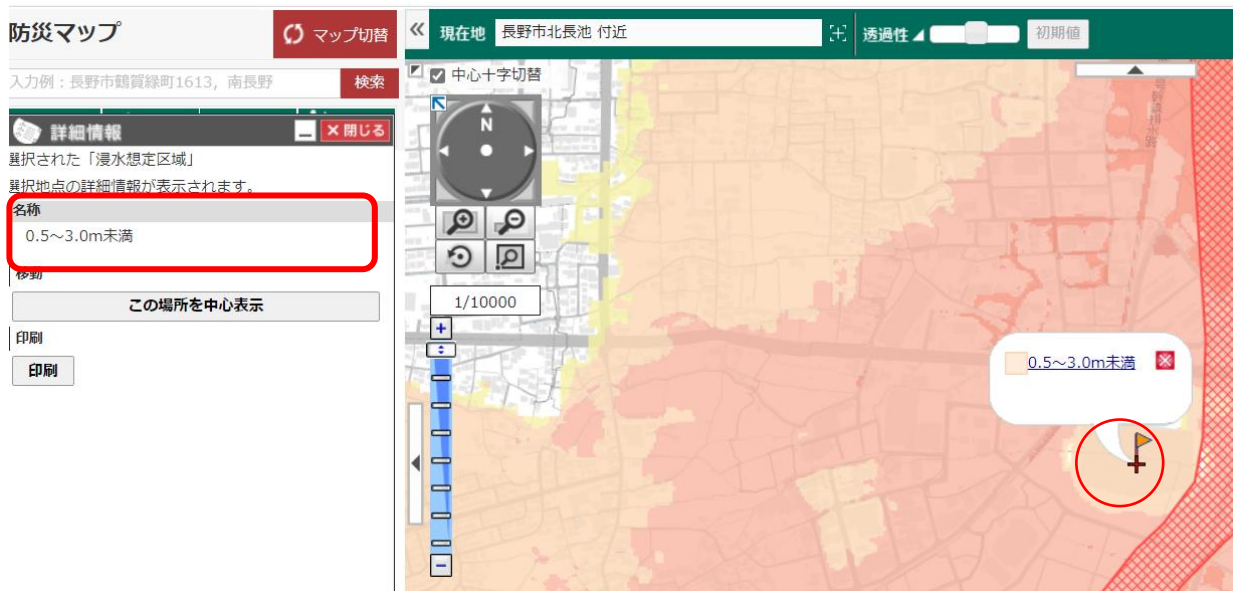 防災マップ
マップ切替
現在地 長野市北長池 付近
透過性
初期値
入力例:長野市鶴賀緑町1613, 南長野
検索
中心十字切替
詳細情報
×閉じる
選択された「浸水想定区域」
選択地点の詳細情報が表示されます。
名称
0.5~3.0m未満
移動
この場所を中心表示
印刷
印刷
N
1/10000
0.5~3.0m未満
号幹線排水路